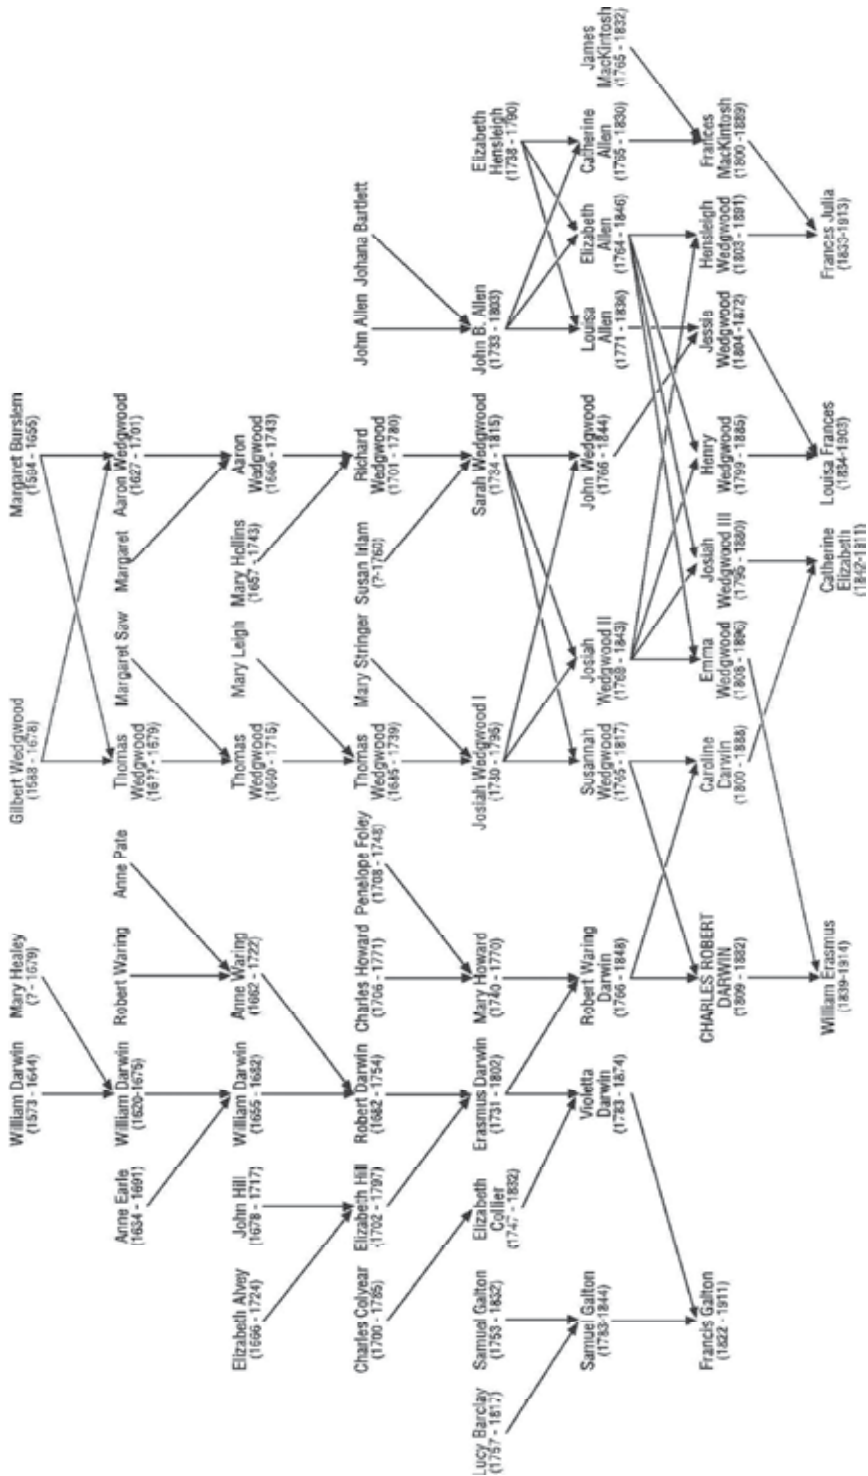 William Darwin
(1573 - 1644)
Mary Healey
(? - 1679)
Gilbert Wedgwood
(1588 - 1678)
Margaret Burslem
(1594 - 1655)
Anne Earle
(1634 - 1691)
William Darwin
(1620-1675)
Robert Waring
Anne Pate
Thomas
Wedgwood
Margaret Saw
Margaret
Aaron Wedgwood
(1627 - 1701)
Elizabeth Alvey
(1666 - 1724)
John Hill
(1678 - 1717)
William Darwin
(1655 - 1682)
Anne Waring
(1662 - 1722)
Thomas
Wedgwood
(1660 - 1715)
Mary Leigh
Mary Hollins
(1657 - 1743)
Aaron
Wedgwood
(1666 - 1743)
Charles Colyear
(1700 - 1785)
Elizabeth Hill
(1702 - 1797)
Robert Darwin
(1682 - 1754)
Charles Howard
(1706 - 1771)
Penelope Foley
(1708 - 1748)
Thomas
Wedgwood
(1685 - 1739)
Mary Stringer
Susan Irlam
(?-1760)
Richard
Wedgwood
(1701 - 1780)
John Allen
Johana Bartlett
Lucy Barclay
(1757 - 1817)
Samuel Galton
(1753 - 1832)
Elizabeth
Collier
(1747 - 1832)
Erasmus Darwin
(1731 - 1802)
Mary Howard
(1740 - 1770)
Josiah Wedgwood I
(1730 - 1795)
Sarah Wedgwood
(1734 - 1815)
John B. Allen
(1733 - 1803)
Elizabeth
Hensleigh
(1738 - 1790)
Samuel Galton
(1783-1844)
Violetta
Darwin
(1783 - 1874)
Robert Waring
Darwin
(1766 - 1848)
Susannah
Wedgwood
(1765 - 1817)
Josiah
Wedgwood II
(1769 - 1843)
John Wedgwood
(1766 - 1844)
Louisa
Allen
(1771 - 1836)
Elizabeth
Allen
(1764 - 1846)
Catherine
Allen
(1765 - 1830)
James
MacKintosh
(1765 - 1832)
Francis Galton
(1822 - 1911)
CHARLES ROBERT
DARWIN
(1809 - 1882)
Caroline
Darwin
(1800 - 1888)
Emma
Wedgwood
(1808 - 1896)
Josiah
Wedgwood III
(1795 - 1880)
Henry
Wedgwood
(1799 - 1885)
Jessie
Wedgwood
(1804 -1872)
Hensleigh
Wedgwood
(1803 - 1891)
Frances
MacKintosh
(1800 -1889)
William Erasmus
(1839-1914)
Catherine
Elizabeth
Louisa Frances
(1834-1903)
Frances Julia
(1833-1913)